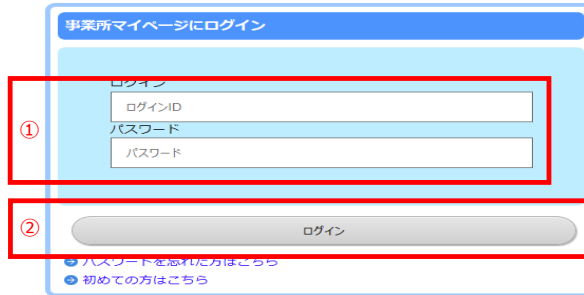 事業所マイページにログイン
ログイン
ログインID
①
パスワード
パスワード
② ログイン
パスワードを忘れた方はこちら
初めての方はこちら